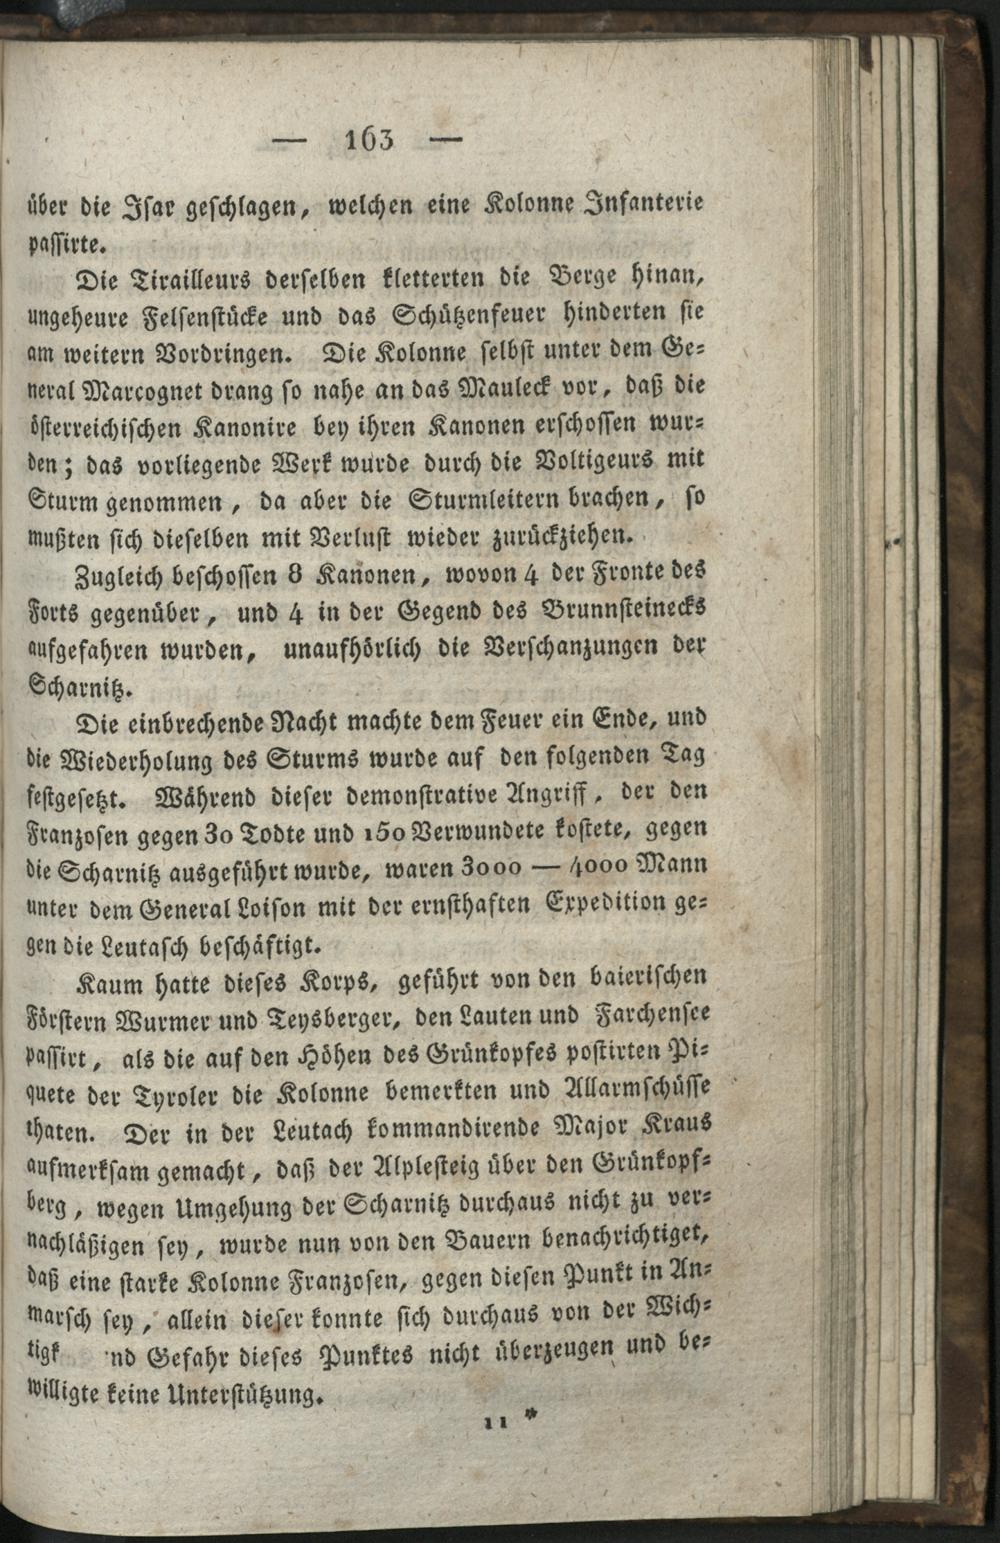 — 163 —
über die Isar geschlagen, welchen eine Kolonne Infanterie
passirte.
Die Tirailleurs derselben kletterten die Berge hinan,
ungeheure Felsenstücke und das Schützenfeuer hinderten sie
am weitern Vordringen. Die Kolonne selbst unter dem Ge-
neral Marcognet drang so nahe an das Mauleck vor, daß die
österreichischen Kanonire bey ihren Kanonen erschossen wur-
den; das vorliegende Werk wurde durch die Voltigeurs mit
Sturm genommen, da aber die Sturmleitern brachen, so
mußten sich dieselben mit Verlust wieder zurückziehen.
Zugleich beschossen 8 Kanonen, wovon 4 der Fronte des
Forts gegenüber, und 4 in der Gegend des Brunnsteinecks
aufgefahren wurden, unaufhörlich die Verschanzungen der
Scharnitz.
Die einbrechende Nacht machte dem Feuer ein Ende, und
die Wiederholung des Sturms wurde auf den folgenden Tag
festgesetzt. Während dieser demonstrative Angriff, der den
Franzosen gegen 30 Todte und 150 Verwundete kostete, gegen
die Scharnitz ausgeführt wurde, waren 3000 — 4000 Mann
unter dem General Loison mit der ernsthaften Expedition ge-
gen die Leutasch beschäftigt.
Kaum hatte dieses Korps, geführt von den baierischen
Förstern Wurmer und Teysberger, den Lauten und Farchensee
passirt, als die auf den Höhen des Grünkopfes postirten Pi-
quete der Tyroler die Kolonne bemerkten und Allarmschüsse
thaten. Der in der Leutach kommandirende Major Kraus
aufmerksam gemacht, daß der Alplesteig über den Grünkopf-
berg, wegen Umgehung der Scharnitz durchaus nicht zu ver-
nachläßigen sey, wurde nun von den Bauern benachrichtiget,
daß eine starke Kolonne Franzosen, gegen diesen Punkt in An-
marsch sey, allein dieser konnte sich durchaus von der Wich-
tigk nd Gefahr dieses Punktes nicht überzeugen und be-
willigte keine Unterstützung.
11 *